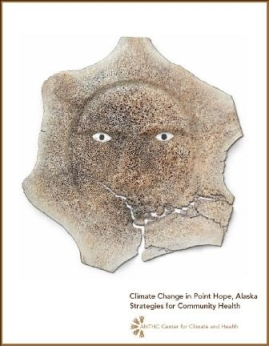 Climate Change in Point Hope, Alaska
Strategies for Community Health
ANTHC Center for Climate and Health